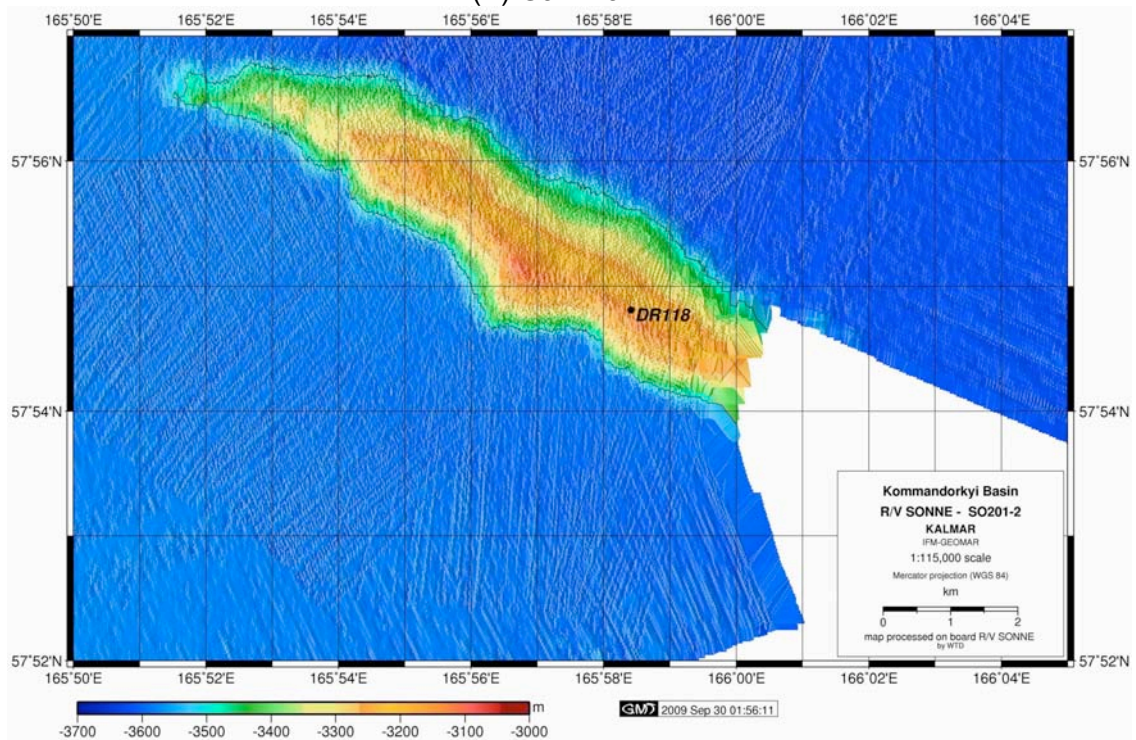 165˚50'E 165˚52'E 165˚54'E 165˚56'E 165˚58'E 166˚00'E 166˚02'E 166˚04'E
57˚56'N 57˚56'N
DR118
57˚54'N 57˚54'N
Kommandorkyi Basin
R/V SONNE - SO201-2
KALMAR
IFM-GEOMAR
1:115,000 scale
Mercator projection (WGS 84)
km
0 1 2
map processed on board R/V SONNE
by WTD
57˚52'N 57˚52'N
165˚50'E 165˚52'E 165˚54'E 165˚56'E 165˚58'E 166˚00'E 166˚02'E 166˚04'E
m
-3700 -3600 -3500 -3400 -3300 -3200 -3100 -3000
GMT 2009 Sep 30 01:56:11